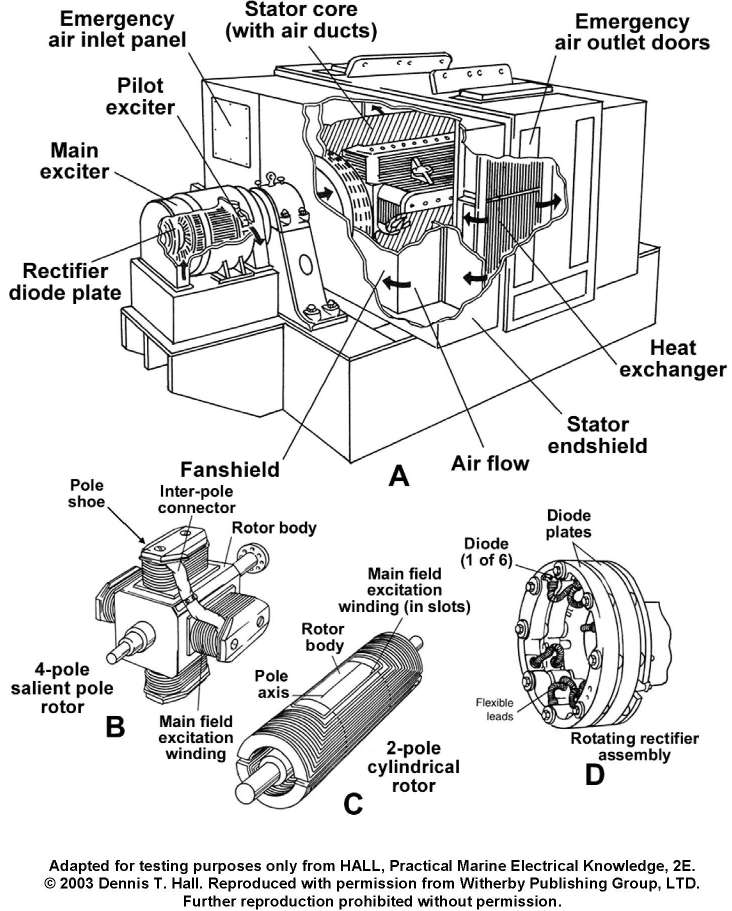 Emergency
air inlet panel
Stator core
(with air ducts)
Emergency
air outlet doors
Pilot
exciter
Main
exciter
Rectifier
diode plate
Heat
exchanger
Stator
endshield
Air flow
Fanshield
A
Pole
shoe
Inter-pole
connector
Rotor body
4-pole
salient pole
rotor
B
Main field
excitation
winding
Main field
excitation
winding (in slots)
Rotor
body
Pole
axis
2-pole
cylindrical
rotor
C
Diode
plates
Diode
(1 of 6)
Flexible
leads
Rotating rectifier
assembly
D
Adapted for testing purposes only from HALL, Practical Marine Electrical Knowledge, 2E.
© 2003 Dennis T. Hall. Reproduced with permission from Witherby Publishing Group, LTD.
Further reproduction prohibited without permission.